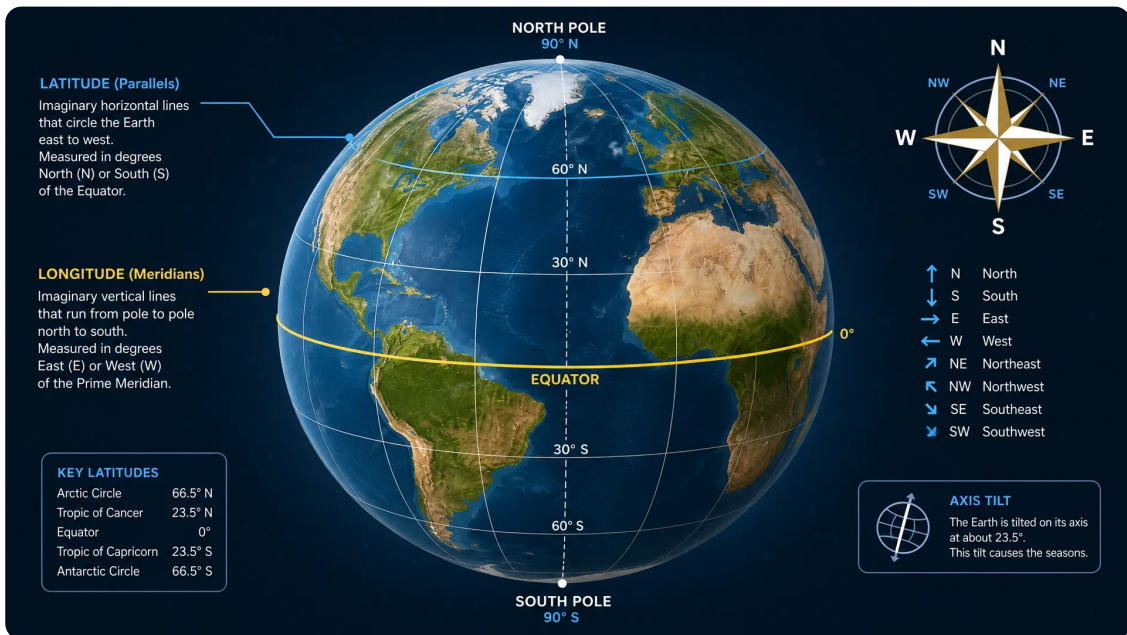 NORTH POLE
90° N
LATITUDE (Parallels)
Imaginary horizontal lines
that circle the Earth
east to west.
Measured in degrees
North (N) or South (S)
of the Equator.
LONGITUDE (Meridians)
Imaginary vertical lines
that run from pole to pole
north to south.
Measured in degrees
East (E) or West (W)
of the Prime Meridian.
KEY LATITUDES
Arctic Circle 66.5° N
Tropic of Cancer 23.5° N
Equator 0°
Tropic of Capricorn 23.5° S
Antarctic Circle 66.5° S
60° N
30° N
0°
EQUATOR
30° S
60° S
SOUTH POLE
90° S
N
NW NE
W E
SW SE
S
N North
S South
E East
W West
NE Northeast
NW Northwest
SE Southeast
SW Southwest
AXIS TILT
The Earth is tilted on its axis
at about 23.5°.
This tilt causes the seasons.